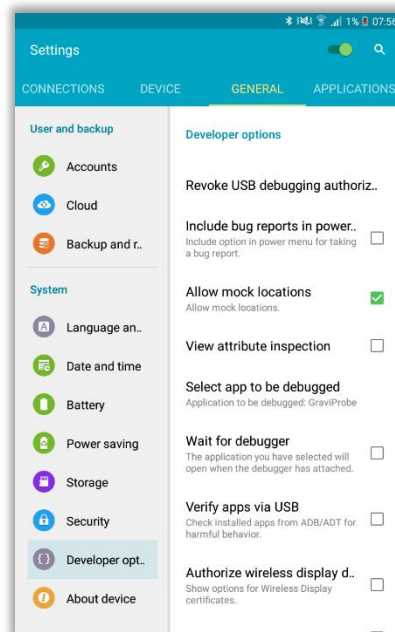 1% 07:56
Settings
CONNECTIONS DEVICE GENERAL APPLICATIONS
User and backup
Accounts
Cloud
Backup and r..
System
Language an..
Date and time
Battery
Power saving
Storage
Security
Developer opt..
About device
Developer options
Revoke USB debugging authoriz..
Include bug reports in power..
Include option in power menu for taking
a bug report.
Allow mock locations
Allow mock locations.
View attribute inspection
Select app to be debugged
Application to be debugged: GraviProbe
Wait for debugger
The application you have selected will
open when the debugger has attached.
Verify apps via USB
Check installed apps from ADB/ADT for
harmful behavior.
Authorize wireless display d..
Show options for Wireless Display
certificates.